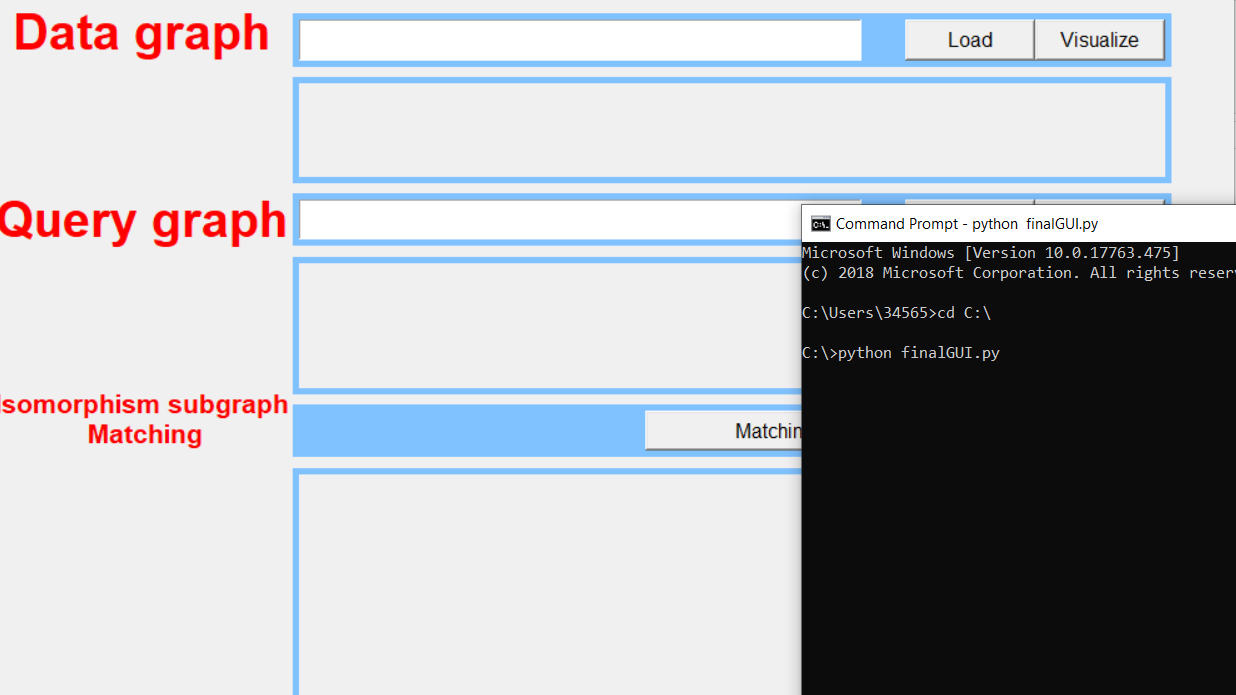 Data graph
Load
Visualize
Query graph
Command Prompt - python finalGUI.py
Microsoft Windows [Version 10.0.17763.475]
(c) 2018 Microsoft Corporation. All rights reser
C:\Users\34565>cd C:\
C:\>python finalGUI.py
Isomorphism subgraph
Matching
Matchin